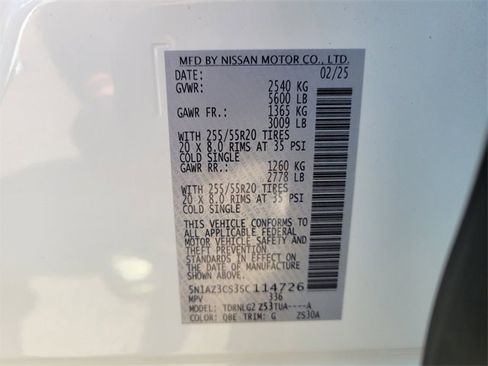 MFD BY NISSAN MOTOR CO., LTD.
DATE: 02/25
GVWR: 2540 KG
5600 LB
GAWR FR.: 1365 KG
3009 LB
WITH 255/55R20 TIRES
20 X 8.0 RIMS AT 35 PSI
COLD SINGLE
GAWR RR.: 1260 KG
2778 LB
WITH 255/55R20 TIRES
20 X 8.0 RIMS AT 35 PSI
COLD SINGLE
THIS VEHICLE CONFORMS TO
ALL APPLICABLE FEDERAL
MOTOR VEHICLE SAFETY AND
THEFT PREVENTION
STANDARDS IN EFFECT ON
THE DATE OF MANUFACTURE
SHOWN ABOVE.
5N1AZ3CS3SC114726
MPV 336
MODEL: TDRNLG2 Z53TUA----A
COLOR: QBE TRIM: G ZS30A